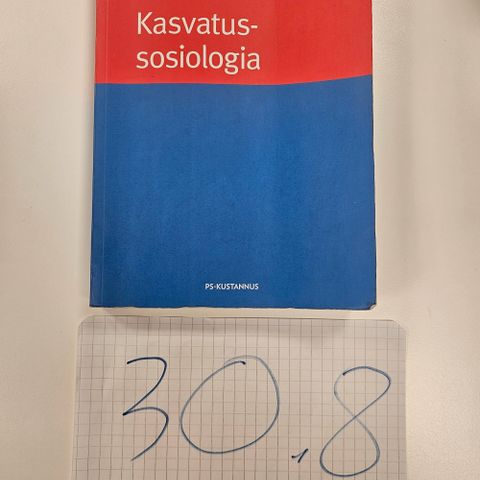 Kasvatus-
sosiologia
PS-KUSTANNUS
30.8